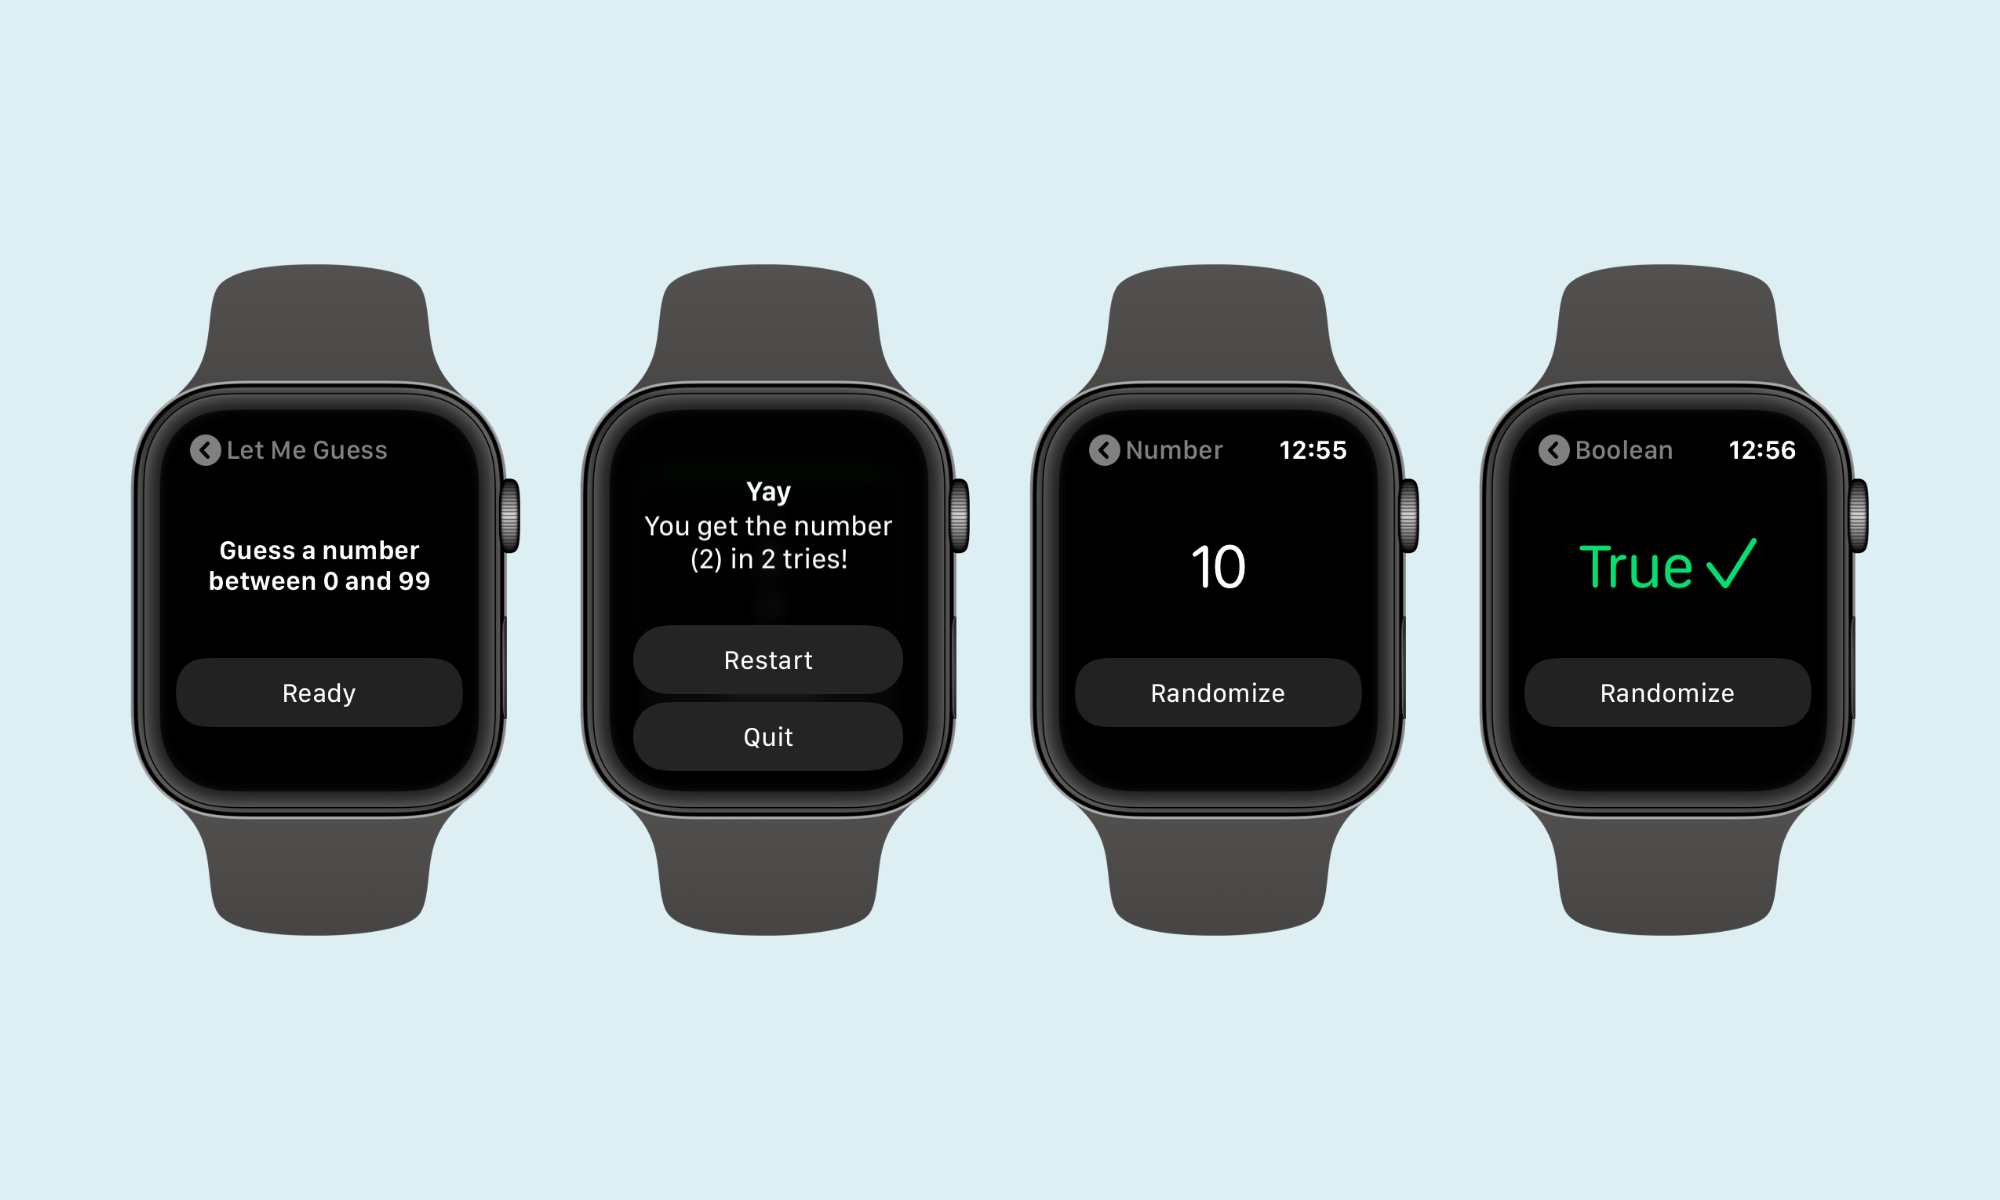 Let Me Guess
Guess a number
between 0 and 99
Ready
Yay
You get the number
(2) in 2 tries!
Restart
Quit
Number 12:55
10
Randomize
Boolean 12:56
True ✓
Randomize